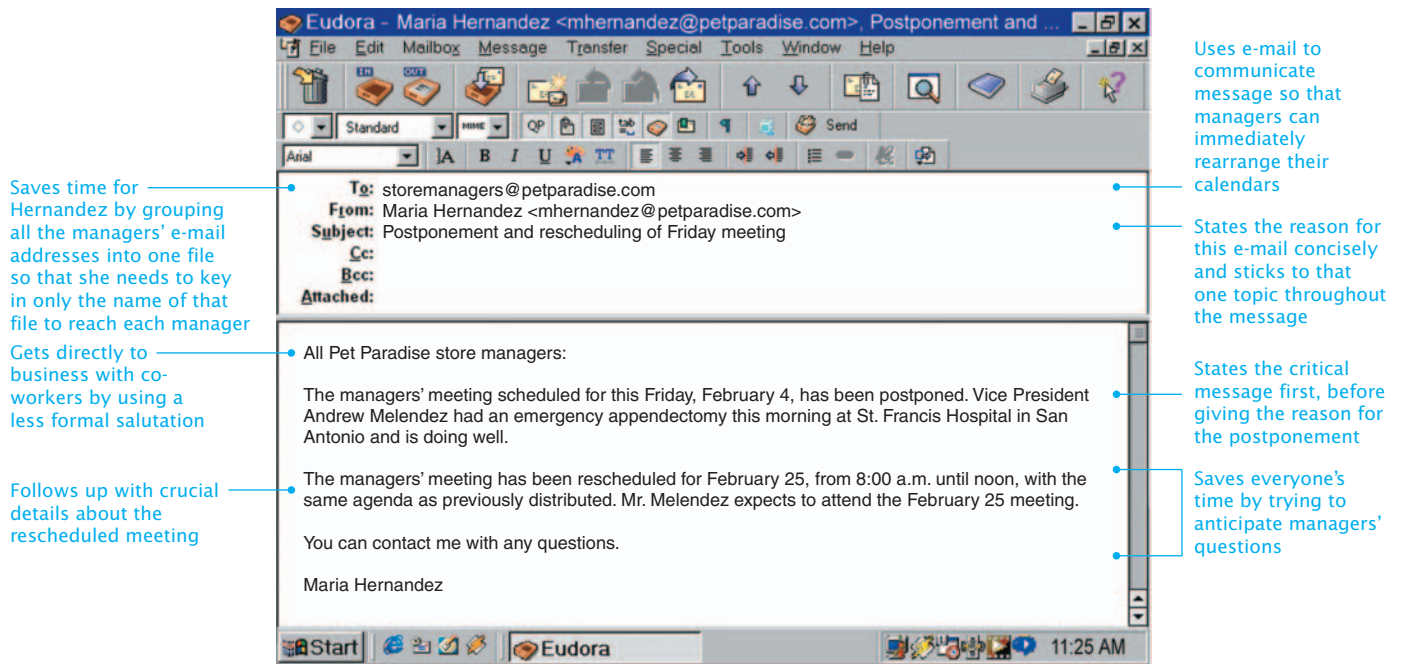 Eudora – Maria Hernandez <mhernandez@petparadise.com>, Postponement and ...
File Edit Mailbox Message Transfer Special Tools Window Help
IN OUT
Standard MIME QP tab Send
Arial A B I U A TT
To: storemanagers@petparadise.com
From: Maria Hernandez <mhernandez@petparadise.com>
Subject: Postponement and rescheduling of Friday meeting
Cc:
Bcc:
Attached:
All Pet Paradise store managers:
The managers’ meeting scheduled for this Friday, February 4, has been postponed. Vice President
Andrew Melendez had an emergency appendectomy this morning at St. Francis Hospital in San
Antonio and is doing well.
The managers’ meeting has been rescheduled for February 25, from 8:00 a.m. until noon, with the
same agenda as previously distributed. Mr. Melendez expects to attend the February 25 meeting.
You can contact me with any questions.
Maria Hernandez
Start Eudora 11:25 AM
Saves time for
Hernandez by grouping
all the managers’ e-mail
addresses into one file
so that she needs to key
in only the name of that
file to reach each manager
Gets directly to
business with co-
workers by using a
less formal salutation
Follows up with crucial
details about the
rescheduled meeting
Uses e-mail to
communicate
message so that
managers can
immediately
rearrange their
calendars
States the reason for
this e-mail concisely
and sticks to that
one topic throughout
the message
States the critical
message first, before
giving the reason for
the postponement
Saves everyone’s
time by trying to
anticipate managers’
questions